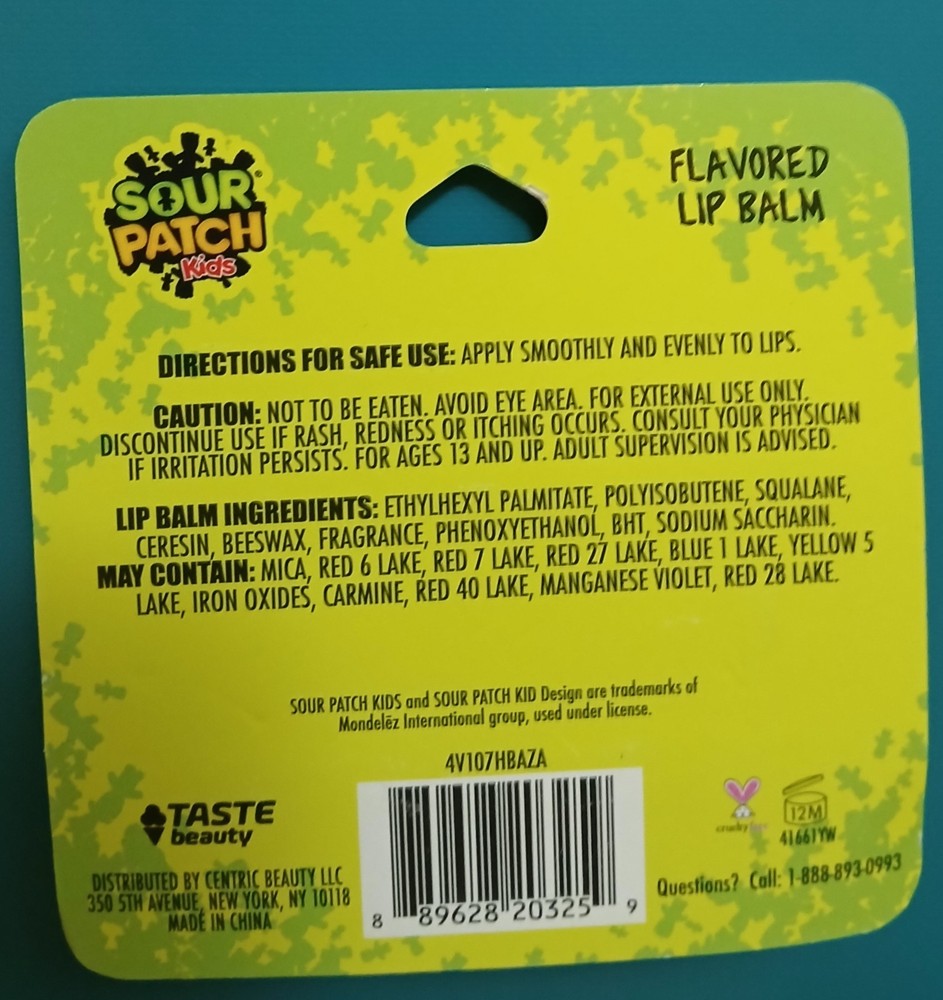 SOUR
PATCH
Kids
FLAVORED
LIP BALM
DIRECTIONS FOR SAFE USE: APPLY SMOOTHLY AND EVENLY TO LIPS.
CAUTION: NOT TO BE EATEN. AVOID EYE AREA. FOR EXTERNAL USE ONLY.
DISCONTINUE USE IF RASH, REDNESS OR ITCHING OCCURS. CONSULT YOUR PHYSICIAN
IF IRRITATION PERSISTS. FOR AGES 13 AND UP. ADULT SUPERVISION IS ADVISED.
LIP BALM INGREDIENTS: ETHYLHEXYL PALMITATE, POLYISOBUTENE, SQUALANE,
CERESIN, BEESWAX, FRAGRANCE, PHENOXYETHANOL, BHT, SODIUM SACCHARIN.
MAY CONTAIN: MICA, RED 6 LAKE, RED 7 LAKE, RED 27 LAKE, BLUE 1 LAKE, YELLOW 5
LAKE, IRON OXIDES, CARMINE, RED 40 LAKE, MANGANESE VIOLET, RED 28 LAKE.
SOUR PATCH KIDS and SOUR PATCH KID Design are trademarks of
Mondelēz International group, used under license.
4V107HBAZA
TASTE
beauty
DISTRIBUTED BY CENTRIC BEAUTY LLC
350 5TH AVENUE, NEW YORK, NY 10118
MADE IN CHINA
8 89628 20325 9
cruelty free
12M
41661YW
Questions? Call: 1-888-893-0993